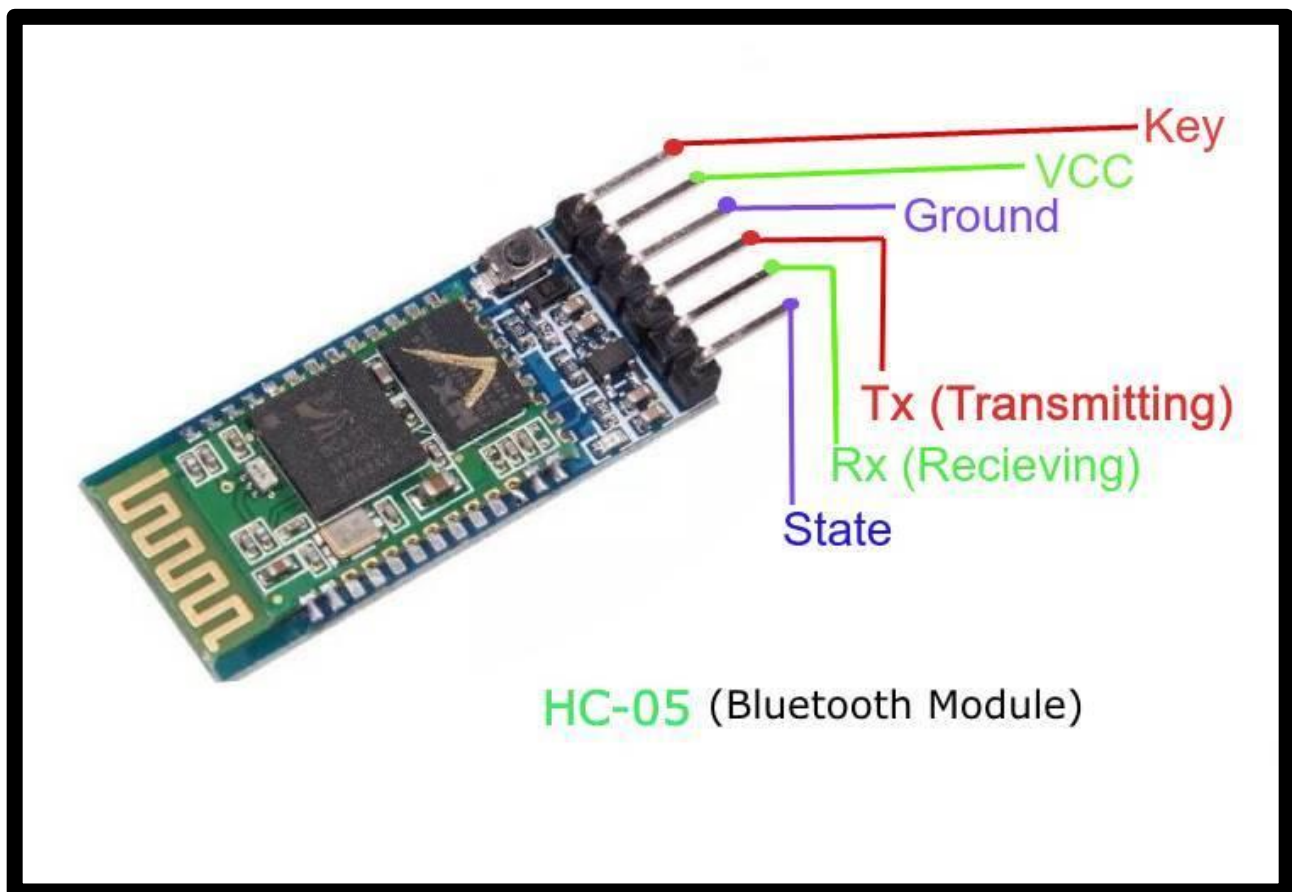 Key
VCC
Ground
Tx (Transmitting)
Rx (Recieving)
State
HC-05 (Bluetooth Module)